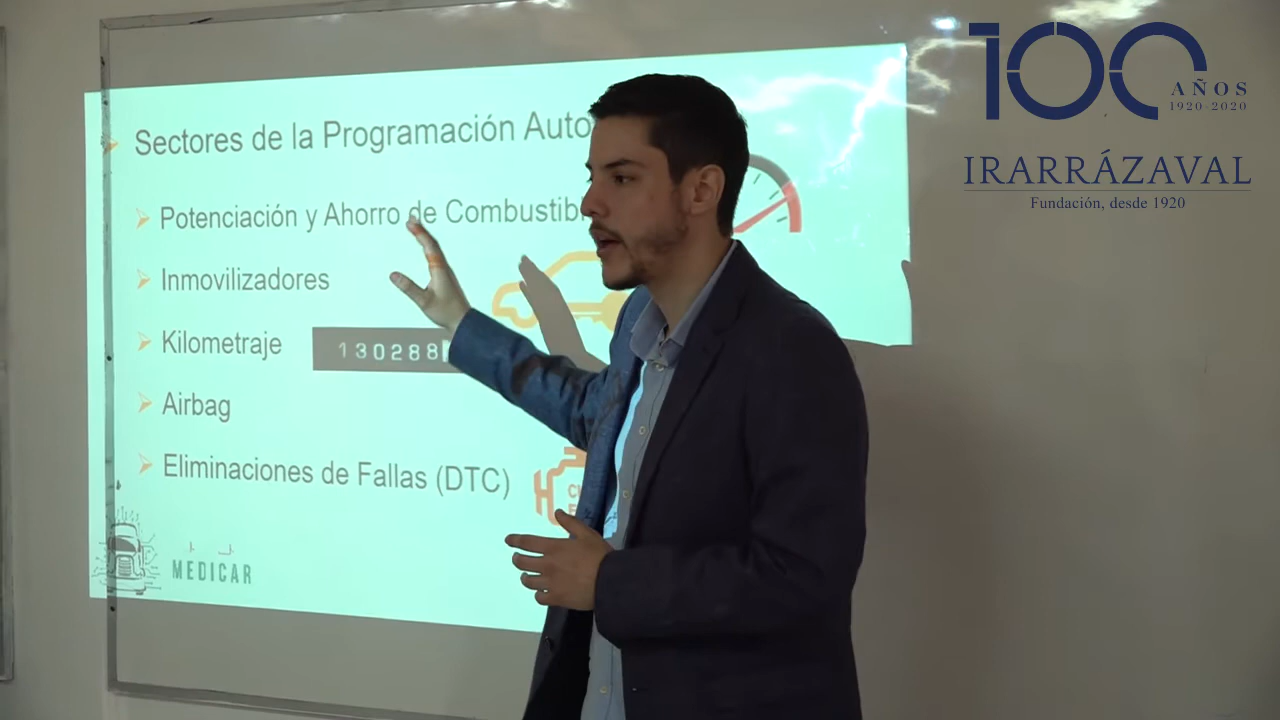 100
AÑOS
1920-2020
IRARRÁZAVAL
Fundación, desde 1920
Sectores de la Programación Auto
Potenciación y Ahorro de Combustib
Inmovilizadores
Kilometraje
130288
Airbag
Eliminaciones de Fallas (DTC)
MEDICAR